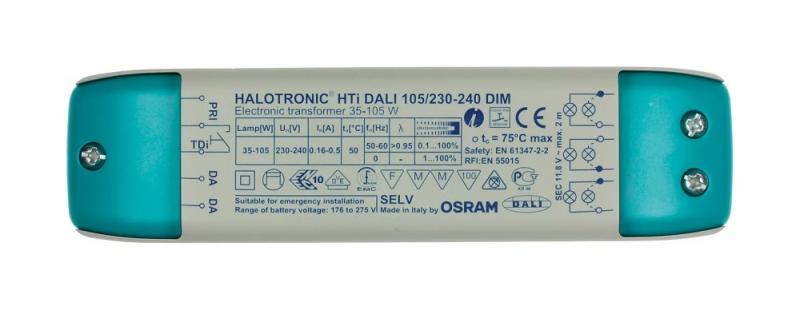 HALOTRONIC® HTi DALI 105/230-240 DIM
Electronic transformer 35-105 W
Lamp[W] Uₙ[V] Iₙ[A] tₐ[°C] fₙ[Hz] λ
35-105 230-240 0.16-0.5 50 50-60 >0.95 0.1...100%
0 - 1...100%
tc = 75°C max
Safety: EN 61347-2-2
RFI:EN 55015
PRI
TDi
DA
DA
10 EMC F M M 100
Suitable for emergency installation
Range of battery voltage: 176 to 275 V
SELV
Made in Italy by OSRAM
DALI
CE
SEC 11.8 V ~ max. 2 m